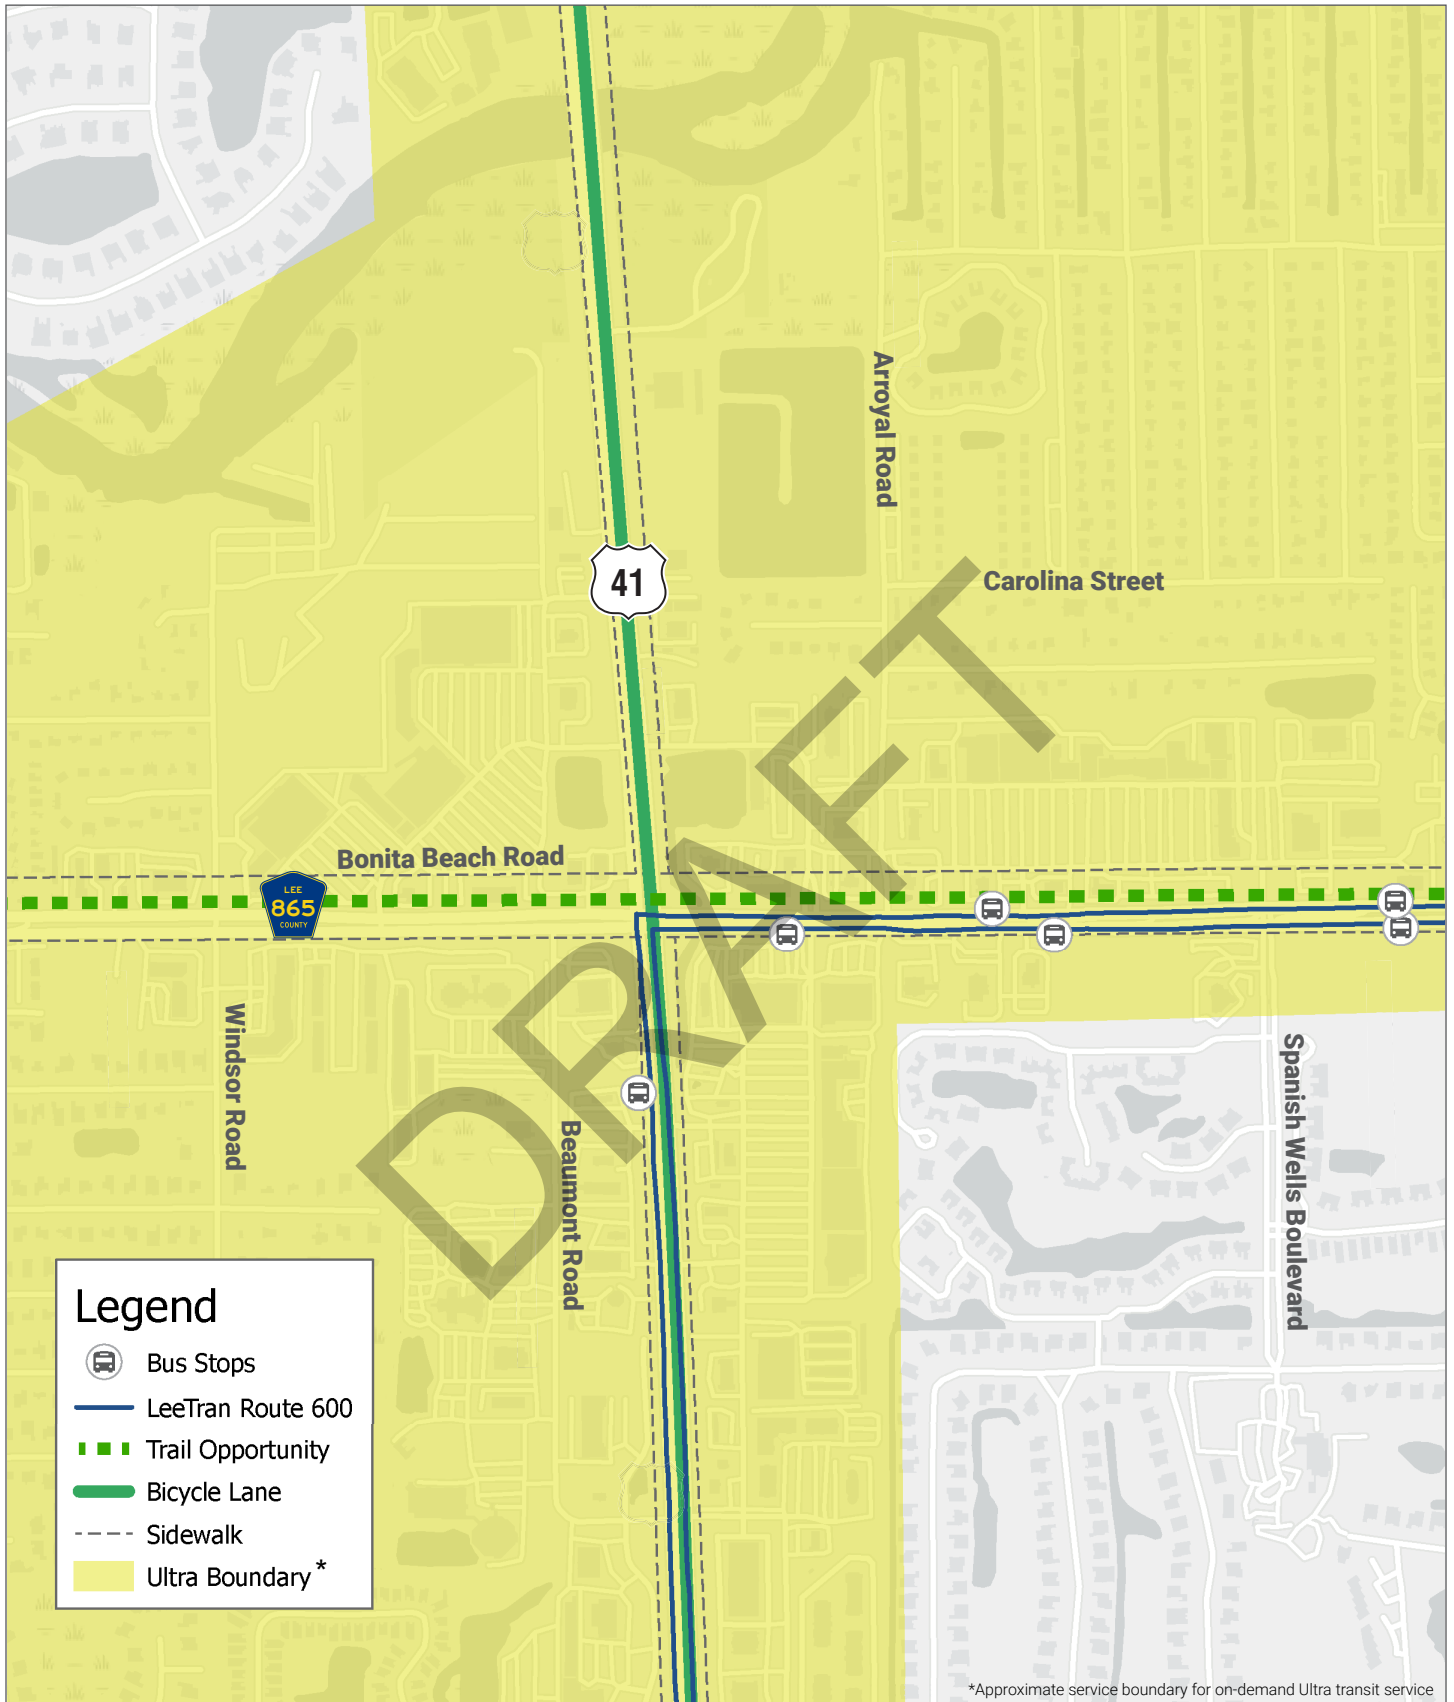 Arroyal Road
41
Carolina Street
DRAFT
Bonita Beach Road
LEE
865
COUNTY
Windsor Road
Beaumont Road
Spanish Wells Boulevard
Legend
Bus Stops
LeeTran Route 600
Trail Opportunity
Bicycle Lane
Sidewalk
Ultra Boundary *
*Approximate service boundary for on-demand Ultra transit service